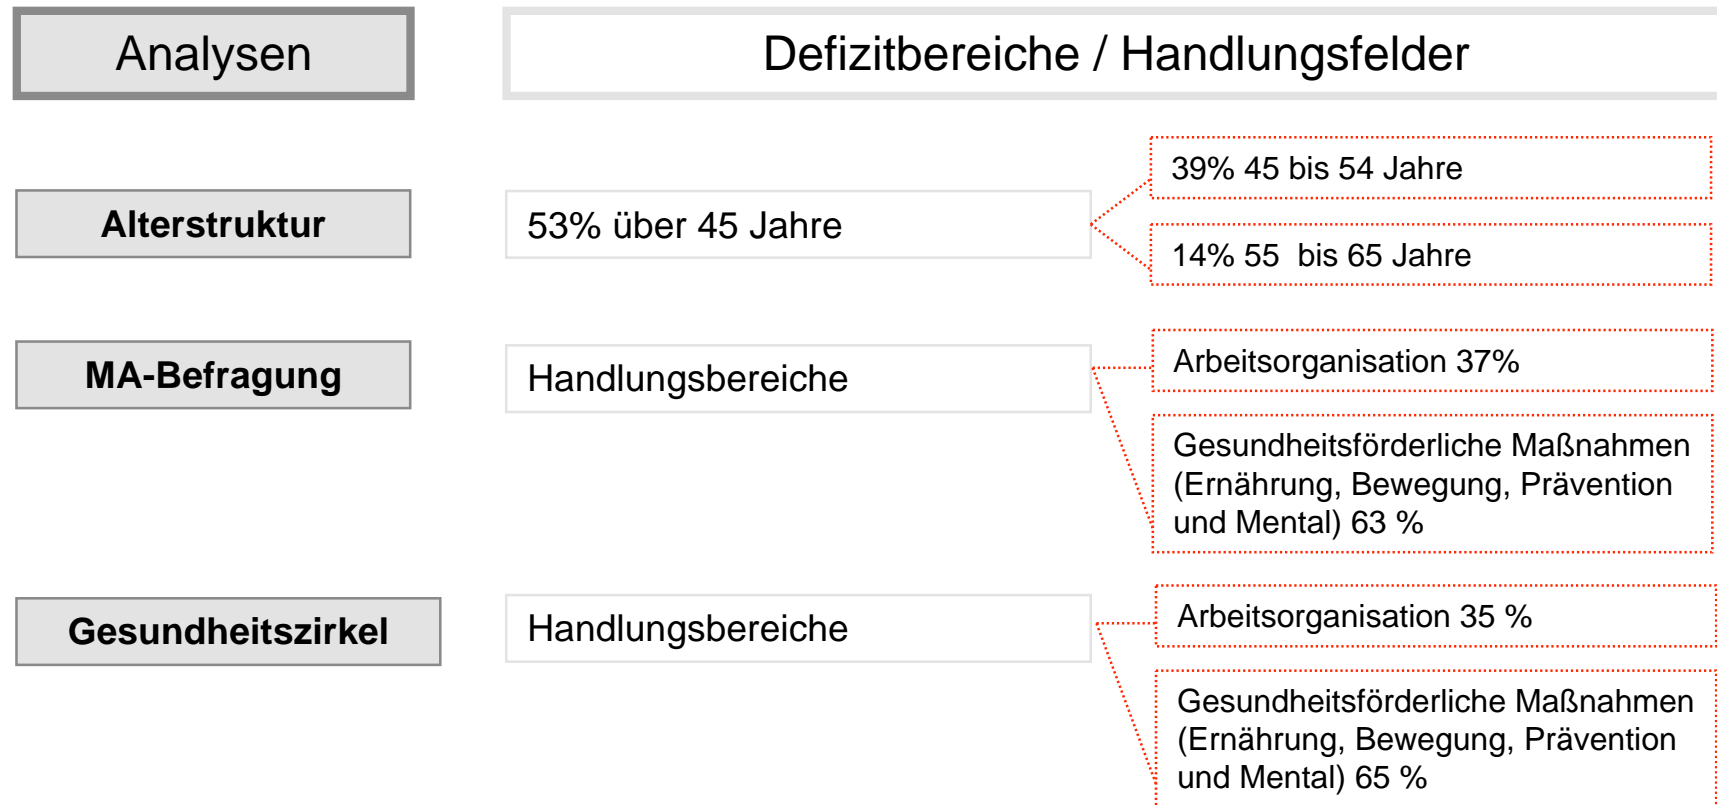 Analysen
Defizitbereiche / Handlungsfelder
Alterstruktur
53% über 45 Jahre
39% 45 bis 54 Jahre
14% 55  bis 65 Jahre
MA-Befragung
Handlungsbereiche
Arbeitsorganisation 37%
Gesundheitsförderliche Maßnahmen
(Ernährung, Bewegung, Prävention
und Mental) 63 %
Gesundheitszirkel
Handlungsbereiche
Arbeitsorganisation 35 %
Gesundheitsförderliche Maßnahmen
(Ernährung, Bewegung, Prävention
und Mental) 65 %